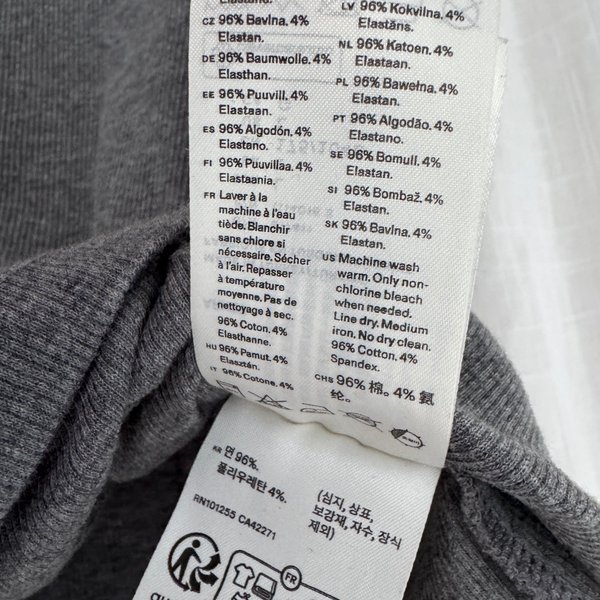 CZ 96% Bavlna. 4%
Elastan.
DE 96% Baumwolle. 4%
Elasthan.
EE 96% Puuvill. 4%
Elastaan.
ES 96% Algodón. 4%
Elastano.
FI 96% Puuvillaa. 4%
Elastaania.
FR Laver à la
machine à l'eau
tiède. Blanchir
sans chlore si
nécessaire. Sécher
à l'air. Repasser
à température
moyenne. Pas de
nettoyage à sec.
96% Coton. 4%
Elasthanne.
HU 96% Pamut. 4%
Elasztán.
IT 96% Cotone. 4%
LV 96% Kokvilna. 4%
Elastāns.
NL 96% Katoen. 4%
Elastaan.
PL 96% Bawełna. 4%
Elastan.
PT 96% Algodão. 4%
Elastano.
SE 96% Bomull. 4%
Elastan.
SI 96% Bombaž. 4%
Elastan.
SK 96% Bavlna. 4%
Elastan.
US Machine wash
warm. Only non-
chlorine bleach
when needed.
Line dry. Medium
iron. No dry clean.
96% Cotton. 4%
Spandex.
CHS 96% 棉。4% 氨
纶。
KR 면 96%.
폴리우레탄 4%.
(심지, 상표,
보강재, 자수, 장식
제외)
RN101255 CA42271
FR